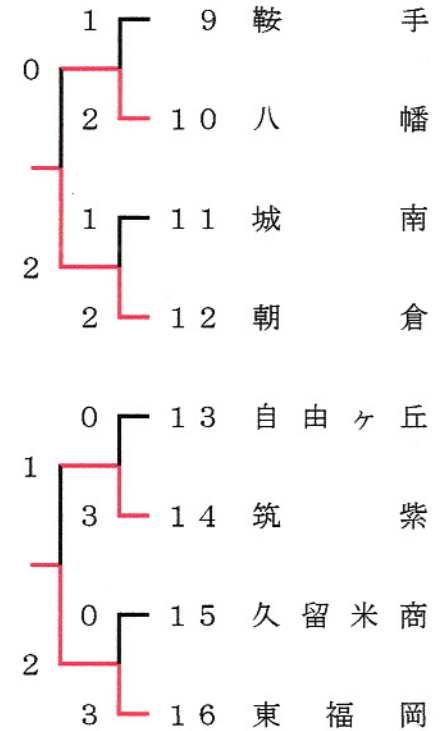 1 9 鞍手
0
2 10 八幡
1 11 城南
2
2 12 朝倉
0 13 自由ヶ丘
1
3 14 筑紫
0 15 久留米商
2
3 16 東福岡